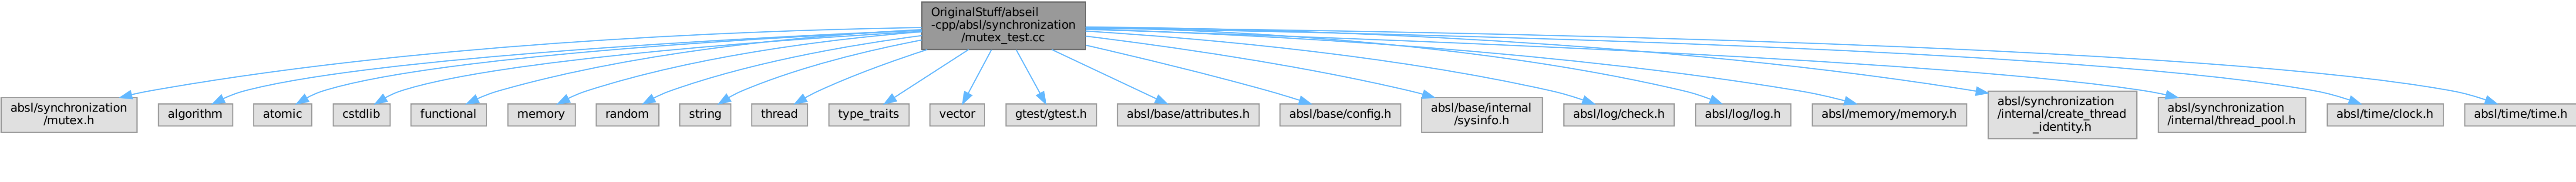 OriginalStuff/abseil
-cpp/absl/synchronization
/mutex_test.cc
absl/synchronization
/mutex.h
algorithm
atomic
cstdlib
functional
memory
random
string
thread
type_traits
vector
gtest/gtest.h
absl/base/attributes.h
absl/base/config.h
absl/base/internal
/sysinfo.h
absl/log/check.h
absl/log/log.h
absl/memory/memory.h
absl/synchronization
/internal/create_thread
_identity.h
absl/synchronization
/internal/thread_pool.h
absl/time/clock.h
absl/time/time.h